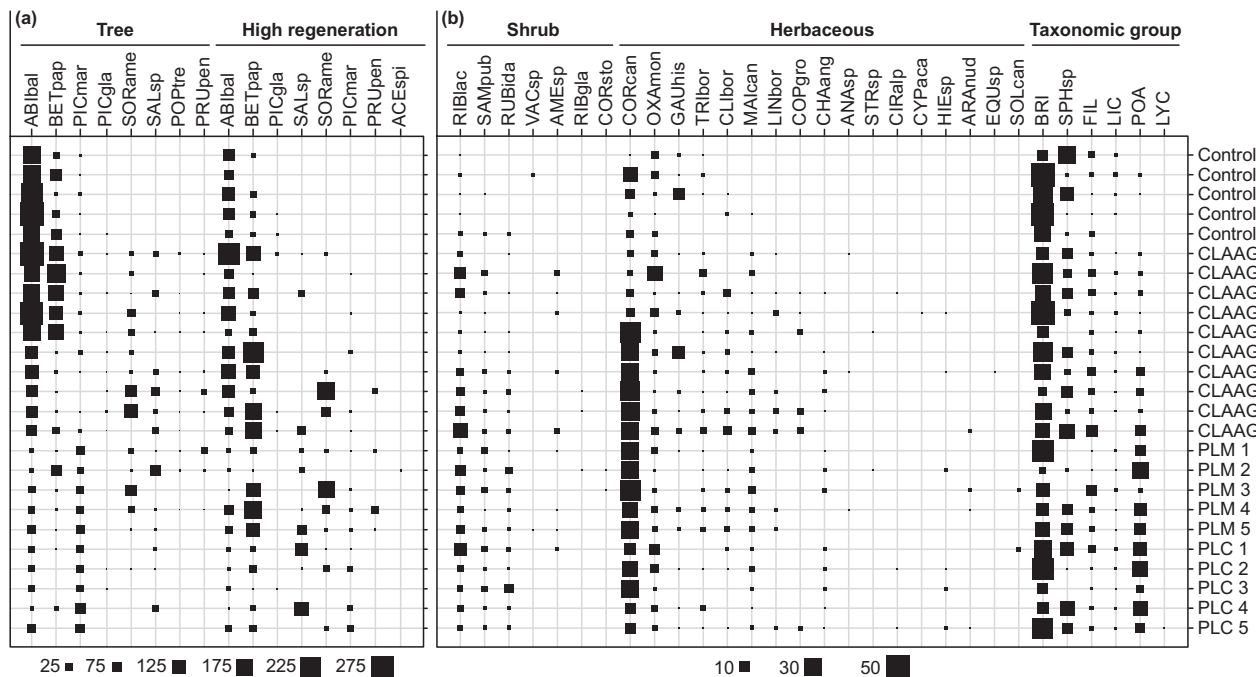 (a)
Tree
High regeneration
ABIbal
BETpap
PICmar
PICgla
SORame
SALsp
POPtre
PRUpen
ABIbal
BETpap
PICgla
SALsp
SORame
PICmar
PRUpen
ACEspi
25
75
125
175
225
275
(b)
Shrub
Herbaceous
Taxonomic group
RIBlac
SAMpub
RUBida
VACsp
AMEsp
RIBgla
CORsto
CORcan
OXAmon
GAUhis
TRIbor
CLIbor
MAIcan
LINbor
COPgro
CHAang
ANAsp
STRsp
CIRalp
CYPaca
HIEsp
ARAnud
EQUsp
SOLcan
BRI
SPHsp
FIL
LIC
POA
LYC
Control
Control
Control
Control
Control
CLAAG
CLAAG
CLAAG
CLAAG
CLAAG
CLAAG
CLAAG
CLAAG
CLAAG
CLAAG
PLM 1
PLM 2
PLM 3
PLM 4
PLM 5
PLC 1
PLC 2
PLC 3
PLC 4
PLC 5
10
30
50